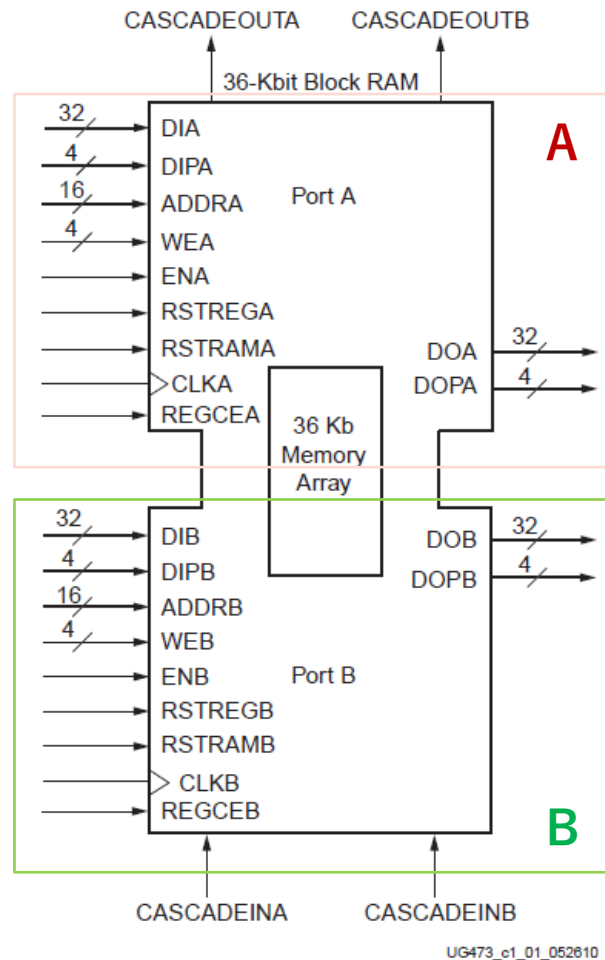 CASCADEOUTA CASCADEOUTB
36-Kbit Block RAM
A
32 DIA
4 DIPA
16 ADDRA Port A
4 WEA
ENA
RSTREGA
RSTRAMA DOA 32
CLKA DOPA 4
REGCEA
36 Kb
Memory
Array
32 DIB DOB 32
4 DIPB DOPB 4
16 ADDRB
4 WEB
ENB Port B
RSTREGB
RSTRAMB
CLKB
REGCEB
B
CASCADEINA CASCADEINB
UG473_c1_01_052610